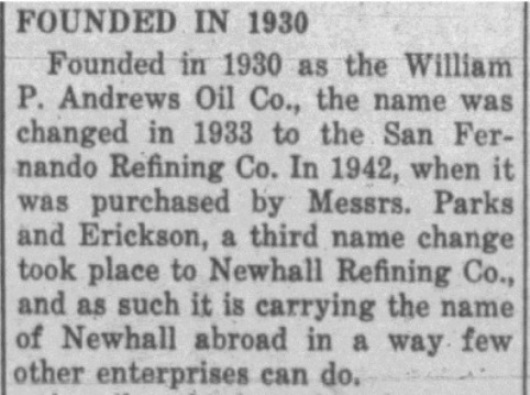 FOUNDED IN 1930
Founded in 1930 as the William
P. Andrews Oil Co., the name was
changed in 1933 to the San Fer-
nando Refining Co. In 1942, when it
was purchased by Messrs. Parks
and Erickson, a third name change
took place to Newhall Refining Co.,
and as such it is carrying the name
of Newhall abroad in a way few
other enterprises can do.